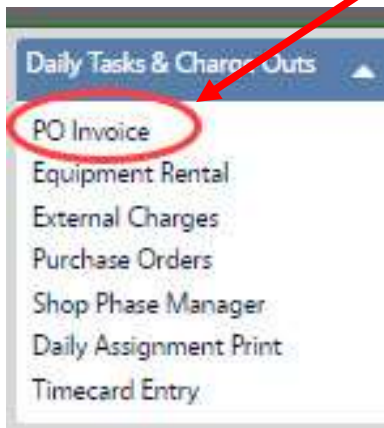 Daily Tasks & Charge Outs
PO Invoice
Equipment Rental
External Charges
Purchase Orders
Shop Phase Manager
Daily Assignment Print
Timecard Entry